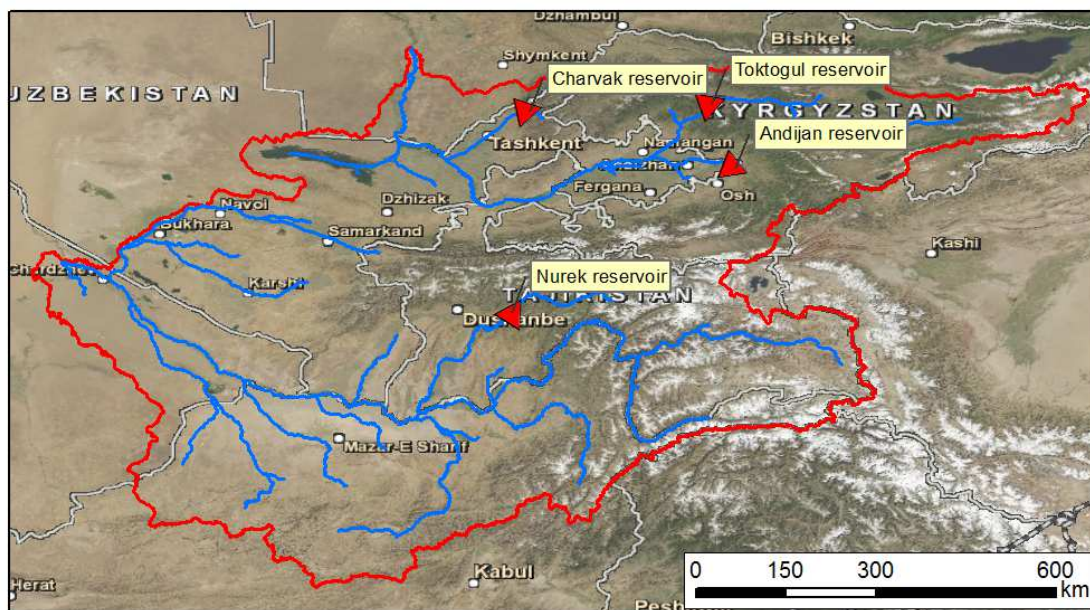 Dzhambul
Bishkek
Shymkent
Toktogul reservoir
Charvak reservoir
UZBEKISTAN
KYRGYZSTAN
Andijan reservoir
Tashkent
Namangan
Fergana
Osh
Navoi
Dzhizak
Bukhara
Samarkand
Kashi
Karshi
Nurek reservoir
TAJIKISTAN
Dushanbe
Mazar-E Sharif
Herat
Kabul
0 150 300 600
km